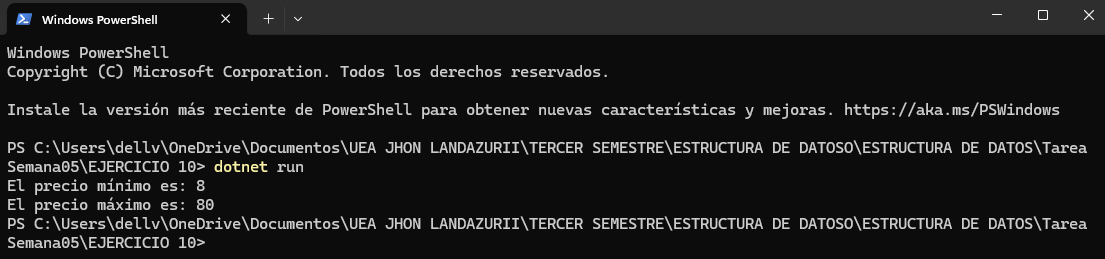 Windows PowerShell
Windows PowerShell
Copyright (C) Microsoft Corporation. Todos los derechos reservados.
Instale la versión más reciente de PowerShell para obtener nuevas características y mejoras. https://aka.ms/PSWindows
PS C:\Users\dellv\OneDrive\Documentos\UEA JHON LANDAZURII\TERCER SEMESTRE\ESTRUCTURA DE DATOSO\ESTRUCTURA DE DATOS\Tarea
Semana05\EJERCICIO 10> dotnet run
El precio mínimo es: 8
El precio máximo es: 80
PS C:\Users\dellv\OneDrive\Documentos\UEA JHON LANDAZURII\TERCER SEMESTRE\ESTRUCTURA DE DATOSO\ESTRUCTURA DE DATOS\Tarea
Semana05\EJERCICIO 10>